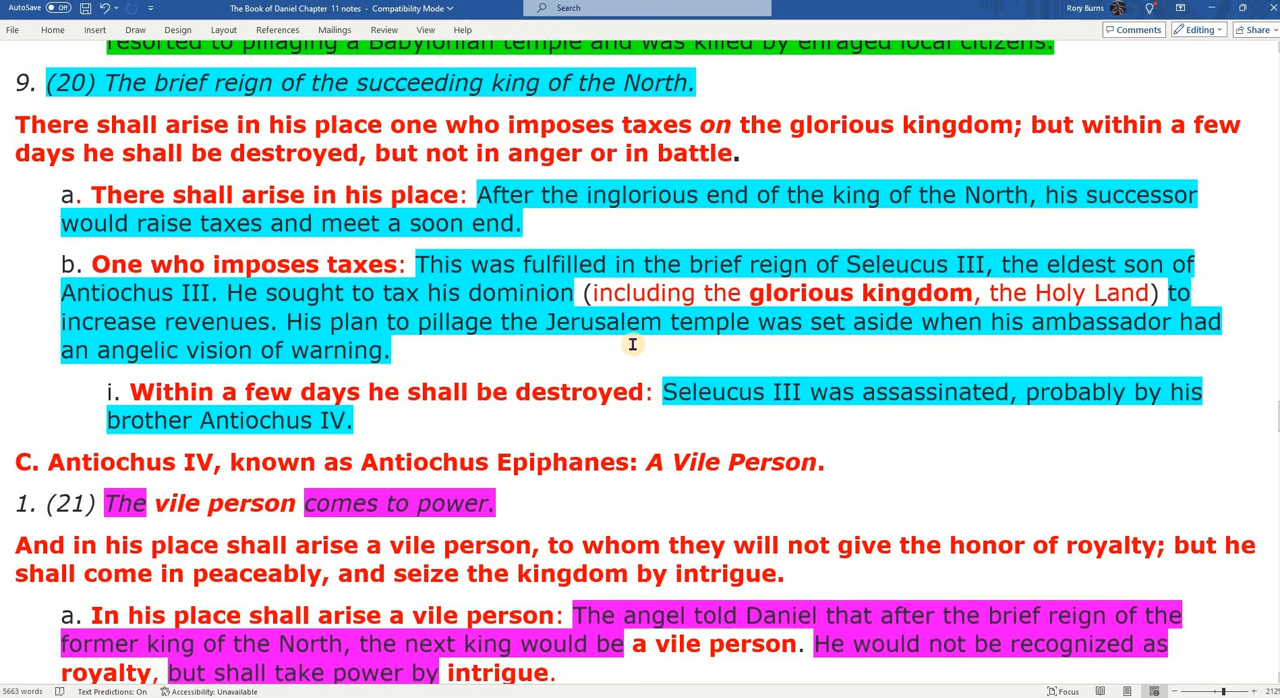 AutoSave Off The Book of Daniel Chapter 11 notes - Compatibility Mode Search Rory Burns
File Home Insert Draw Design Layout References Mailings Review View Help Comments Editing Share
resorted to pillaging a Babylonian temple and was killed by enraged local citizens.
9. (20) The brief reign of the succeeding king of the North.
There shall arise in his place one who imposes taxes on the glorious kingdom; but within a few
days he shall be destroyed, but not in anger or in battle.
a. There shall arise in his place: After the inglorious end of the king of the North, his successor
would raise taxes and meet a soon end.
b. One who imposes taxes: This was fulfilled in the brief reign of Seleucus III, the eldest son of
Antiochus III. He sought to tax his dominion (including the glorious kingdom, the Holy Land) to
increase revenues. His plan to pillage the Jerusalem temple was set aside when his ambassador had
an angelic vision of warning.
i. Within a few days he shall be destroyed: Seleucus III was assassinated, probably by his
brother Antiochus IV.
C. Antiochus IV, known as Antiochus Epiphanes: A Vile Person.
1. (21) The vile person comes to power.
And in his place shall arise a vile person, to whom they will not give the honor of royalty; but he
shall come in peaceably, and seize the kingdom by intrigue.
a. In his place shall arise a vile person: The angel told Daniel that after the brief reign of the
former king of the North, the next king would be a vile person. He would not be recognized as
royalty, but shall take power by intrigue.
5663 words Text Predictions: On Accessibility: Unavailable Focus